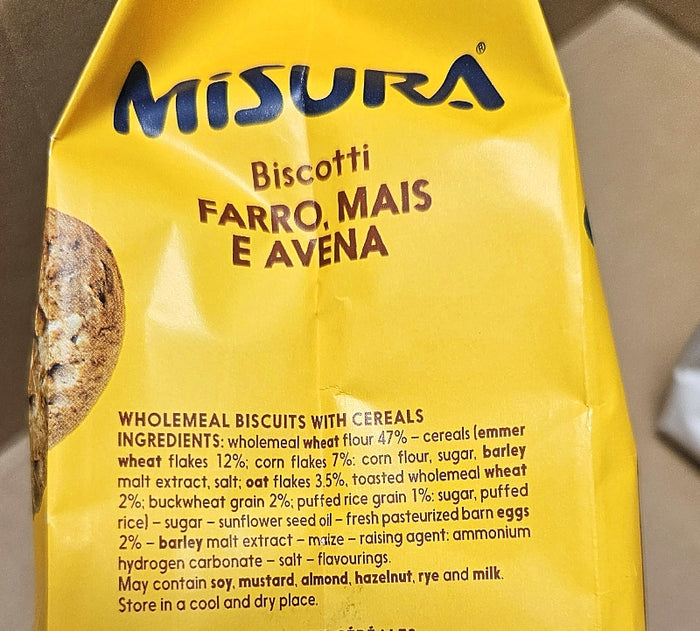 MiSURA®
Biscotti
FARRO, MAIS
E AVENA
WHOLEMEAL BISCUITS WITH CEREALS
INGREDIENTS: wholemeal wheat flour 47% – cereals (emmer
wheat flakes 12%; corn flakes 7%: corn flour, sugar, barley
malt extract, salt; oat flakes 3.5%, toasted wholemeal wheat
2%; buckwheat grain 2%; puffed rice grain 1%: sugar, puffed
rice) – sugar – sunflower seed oil – fresh pasteurized barn eggs
2% – barley malt extract – maize – raising agent: ammonium
hydrogen carbonate – salt – flavourings.
May contain soy, mustard, almond, hazelnut, rye and milk.
Store in a cool and dry place.